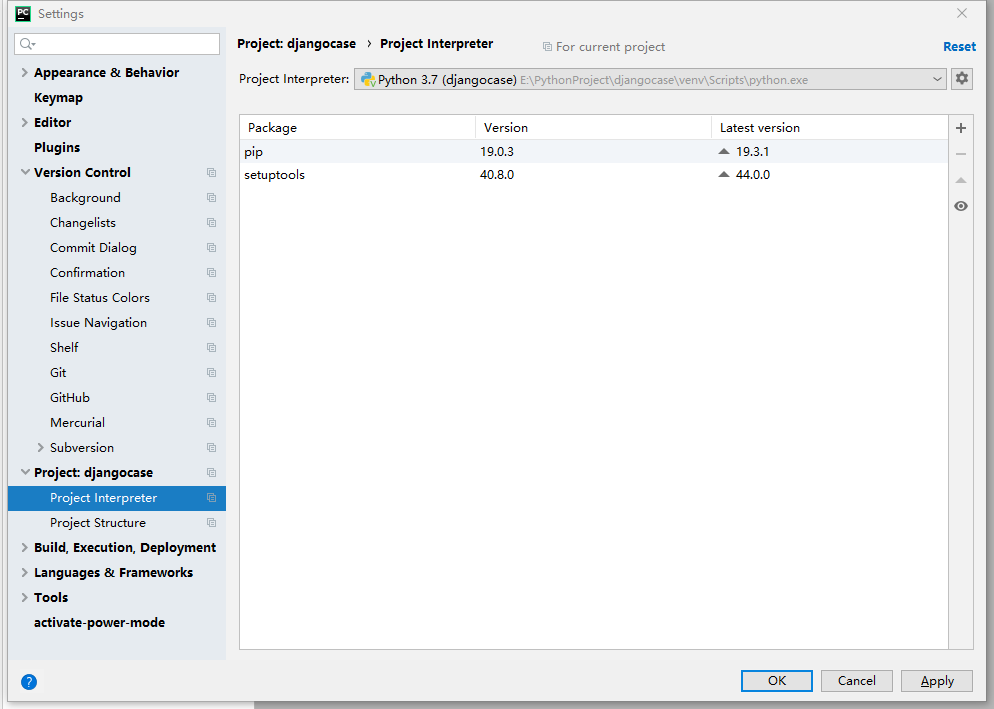 PC Settings
Project: djangocase › Project Interpreter For current project Reset
Appearance & Behavior
Project Interpreter: Python 3.7 (djangocase) E:\PythonProject\djangocase\venv\Scripts\python.exe
Keymap
Editor
Plugins
Version Control
Background
Changelists
Commit Dialog
Confirmation
File Status Colors
Issue Navigation
Shelf
Git
GitHub
Mercurial
Subversion
Project: djangocase
Project Interpreter
Project Structure
Build, Execution, Deployment
Languages & Frameworks
Tools
activate-power-mode
Package Version Latest version
pip 19.0.3 19.3.1
setuptools 40.8.0 44.0.0
? OK Cancel Apply